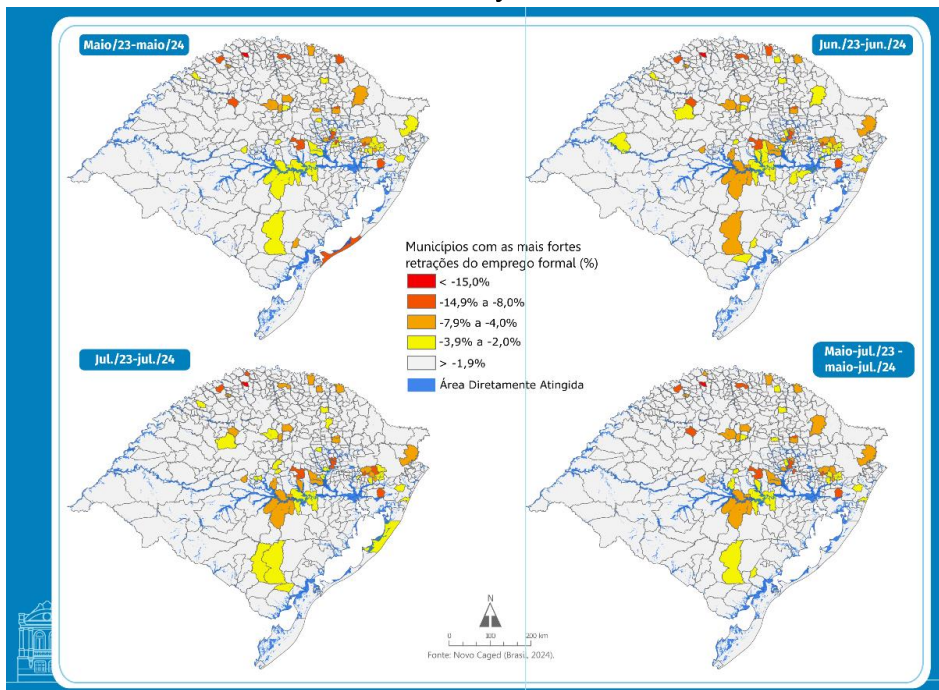 Maio/23-maio/24
Jun./23-jun./24
Municípios com as mais fortes
retrações do emprego formal (%)
< -15,0%
-14,9% a -8,0%
-7,9% a -4,0%
-3,9% a -2,0%
> -1,9%
Área Diretamente Atingida
Jul./23-jul./24
Maio-jul./23 -
maio-jul./24
N
0 100 200 km
Fonte: Novo Caged (Brasil, 2024).